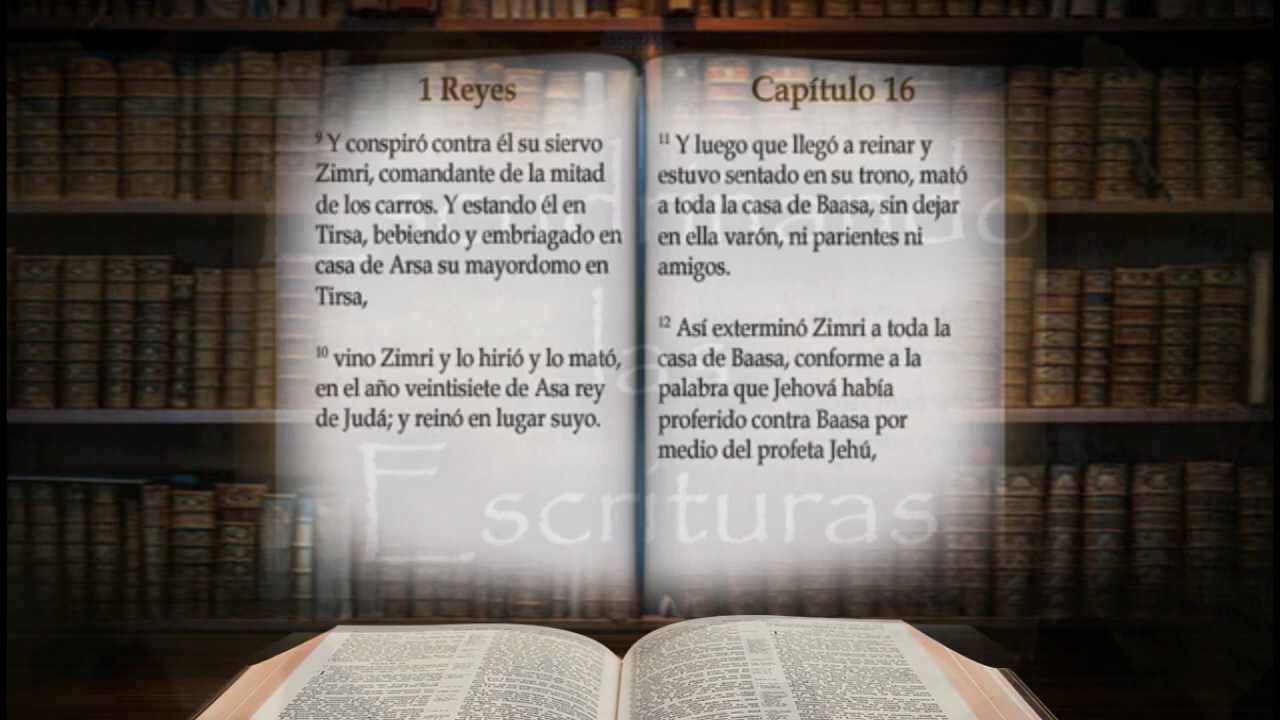 1 Reyes
9 Y conspiró contra él su siervo
Zimri, comandante de la mitad
de los carros. Y estando él en
Tirsa, bebiendo y embriagado en
casa de Arsa su mayordomo en
Tirsa,
10 vino Zimri y lo hirió y lo mató,
en el año veintisiete de Asa rey
de Judá; y reinó en lugar suyo.
Capítulo 16
11 Y luego que llegó a reinar y
estuvo sentado en su trono, mató
a toda la casa de Baasa, sin dejar
en ella varón, ni parientes ni
amigos.
12 Así exterminó Zimri a toda la
casa de Baasa, conforme a la
palabra que Jehová había
proferido contra Baasa por
medio del profeta Jehú,
las
Escrituras